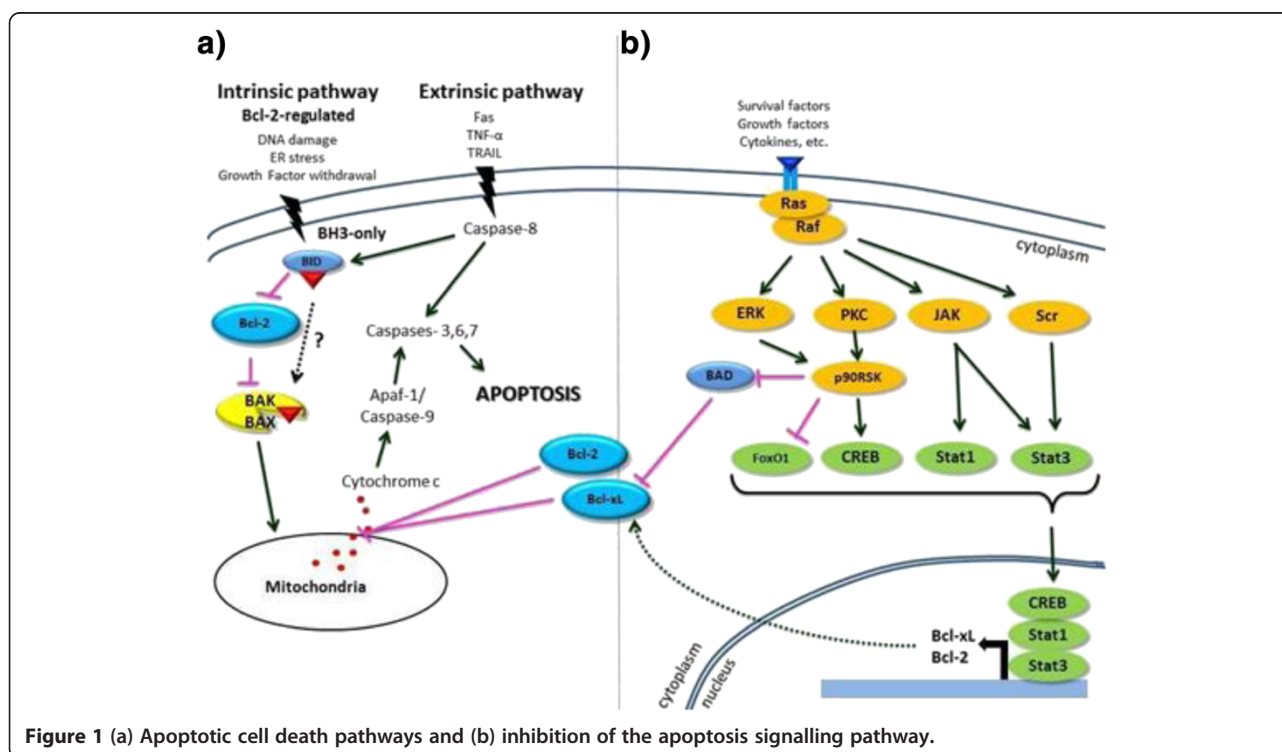 a)
Intrinsic pathway
Bcl-2-regulated
DNA damage
ER stress
Growth Factor withdrawal
Extrinsic pathway
Fas
TNF-α
TRAIL
BH3-only
BID
Caspase-8
Bcl-2
?
BAK
BAX
Caspases- 3,6,7
APOPTOSIS
Apaf-1/
Caspase-9
Cytochrome c
Mitochondria
b)
Survival factors
Growth factors
Cytokines, etc.
Ras
Raf
cytoplasm
ERK
PKC
JAK
Scr
BAD
p90RSK
FoxO1
CREB
Stat1
Stat3
Bcl-2
Bcl-xL
CREB
Stat1
Stat3
Bcl-xL
Bcl-2
cytoplasm
nucleus
Figure 1 (a) Apoptotic cell death pathways and (b) inhibition of the apoptosis signalling pathway.